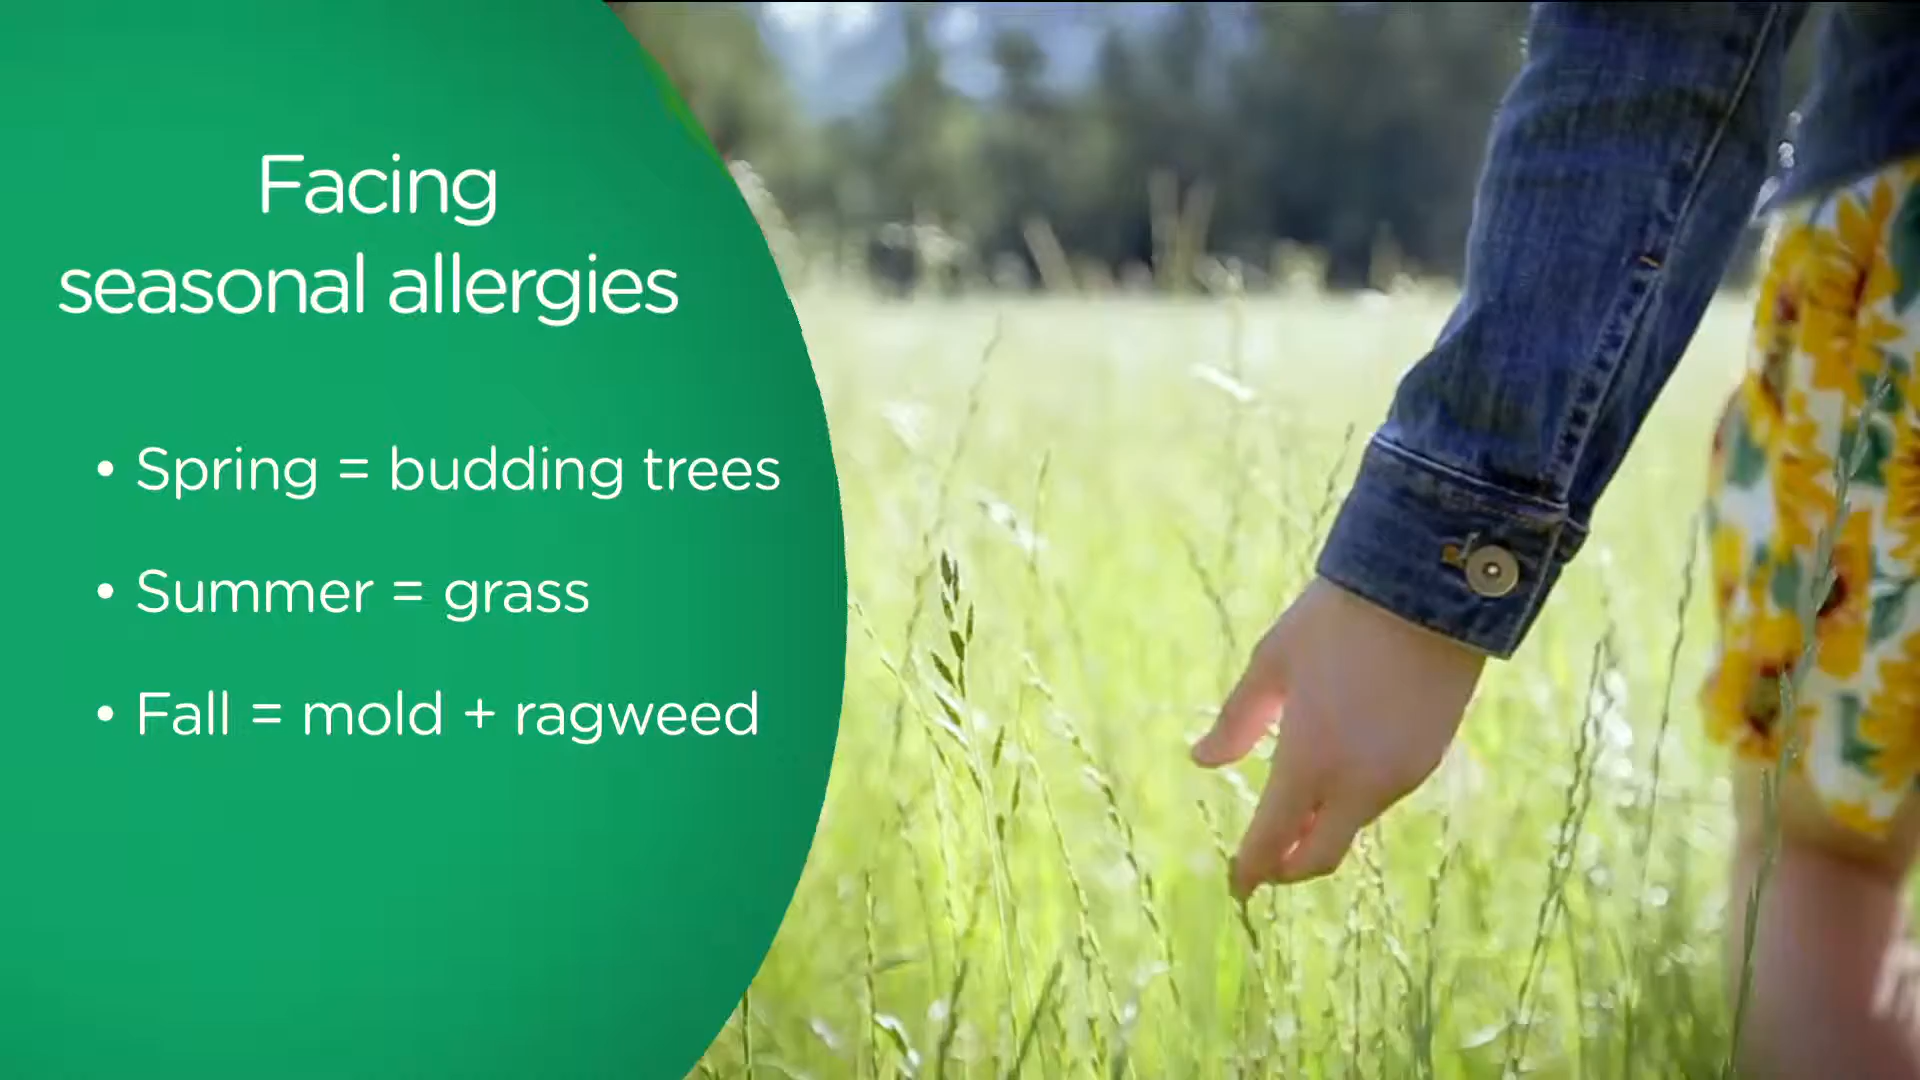 Facing
seasonal allergies
• Spring = budding trees
• Summer = grass
• Fall = mold + ragweed